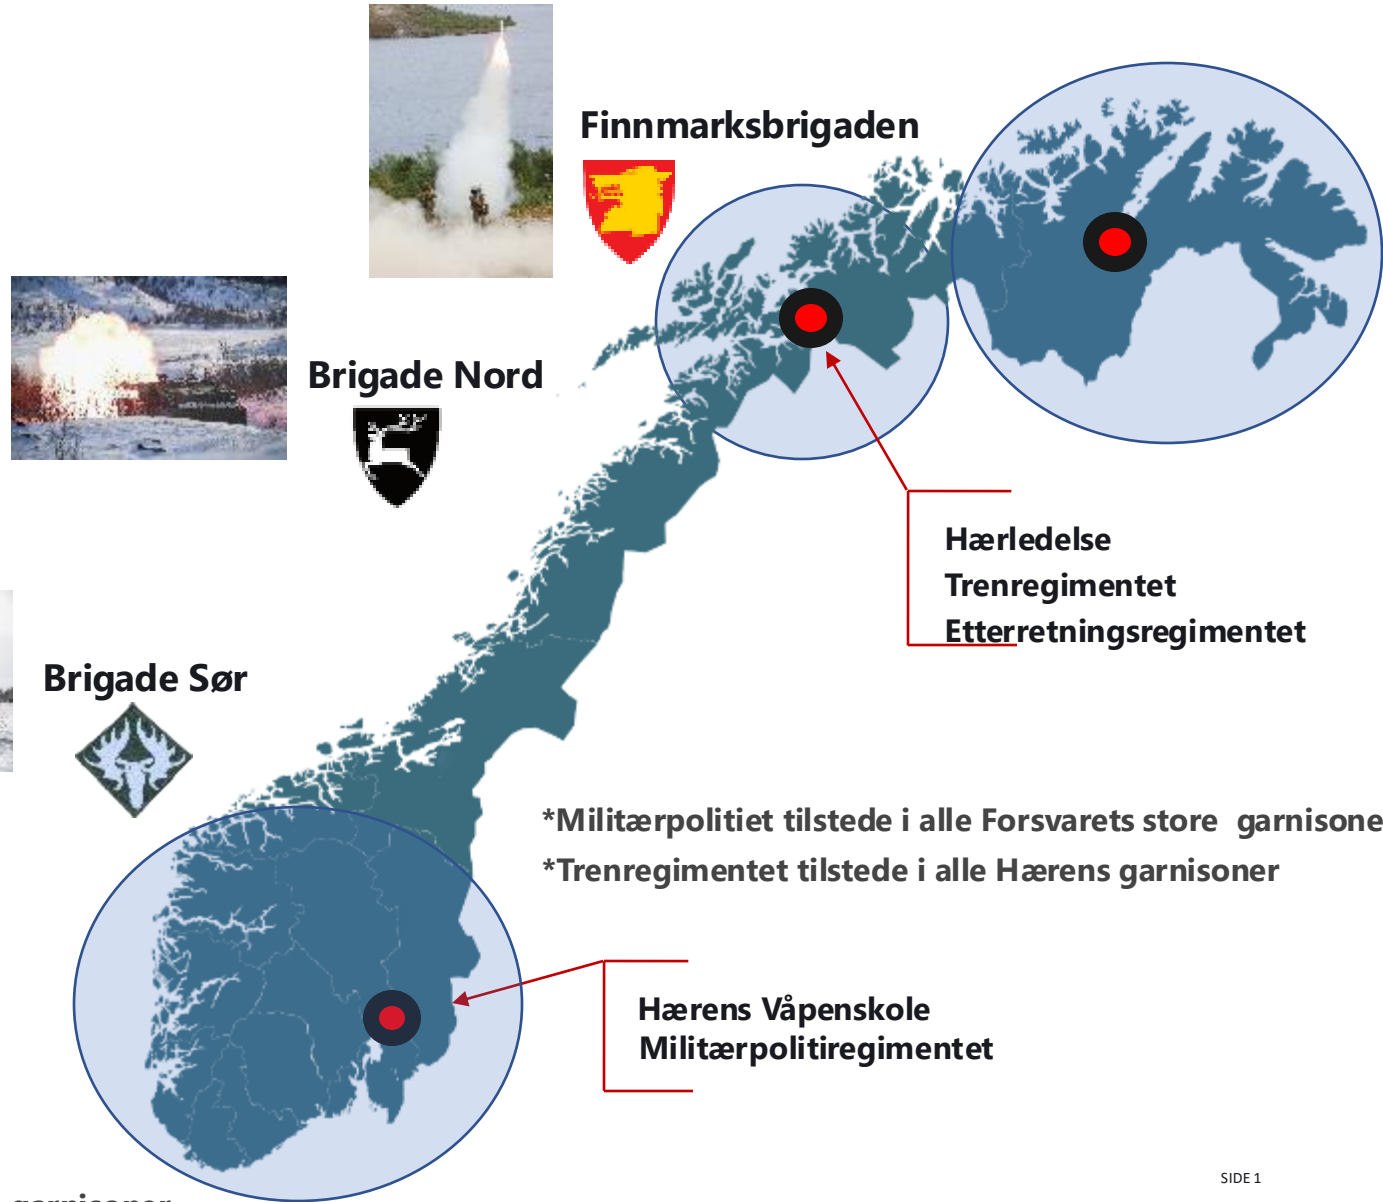 Finnmarksbrigaden
Brigade Nord
Hærledelse
Trenregimentet
Etterretningsregimentet
Brigade Sør
*Militærpolitiet tilstede i alle Forsvarets store garnisone
*Trenregimentet tilstede i alle Hærens garnisoner
Hærens Våpenskole
Militærpolitiregimentet
SIDE 1
garnisoner